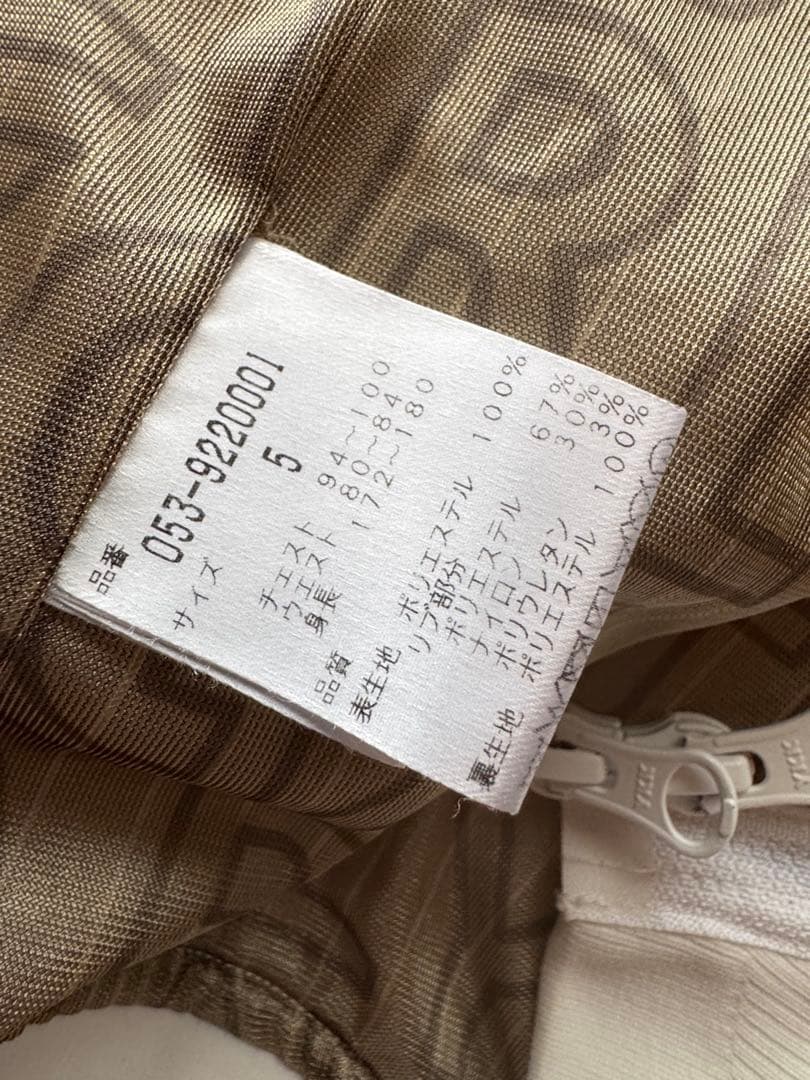 品番
053-9220001
サイズ 5
チェスト 94~100
ウエスト 80~84
身長 172~180
品質
表生地 ポリエステル 100%
リブ部分
ポリエステル 67%
ナイロン 30%
ポリウレタン 3%
裏生地 ポリエステル 100%
YKK
YKK